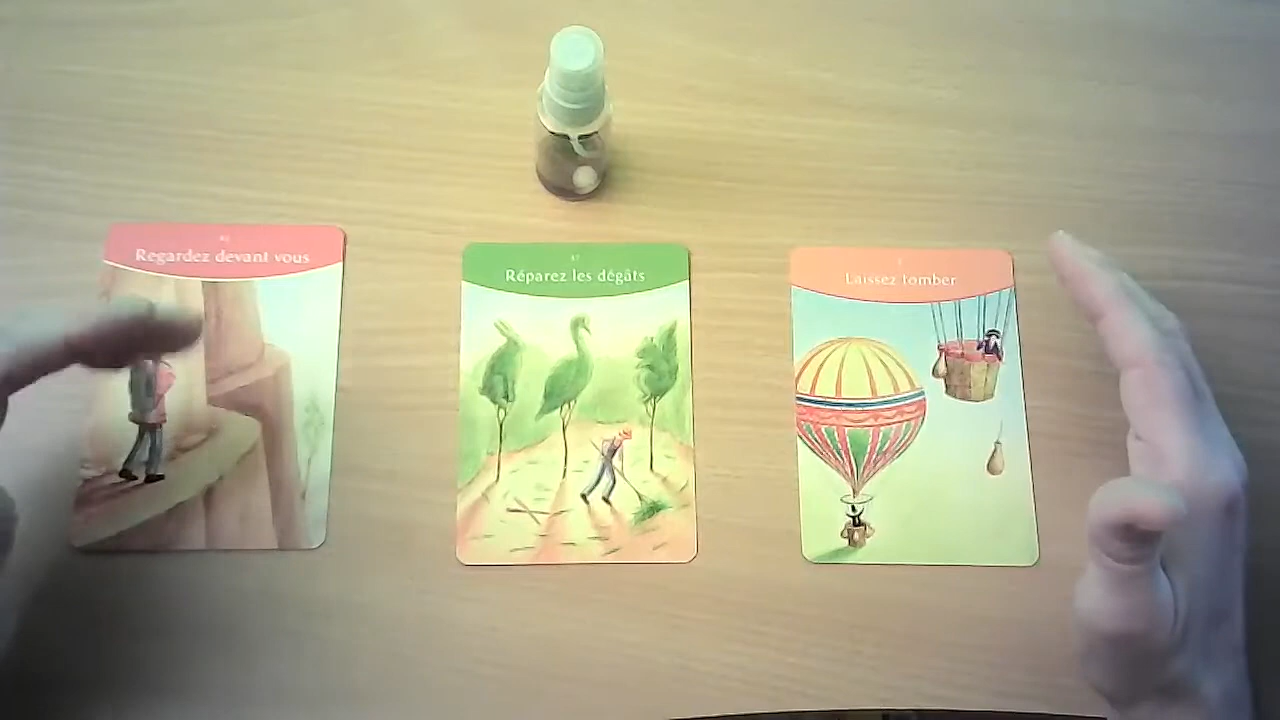 Regardez devant vous
Réparez les dégâts
Laissez tomber